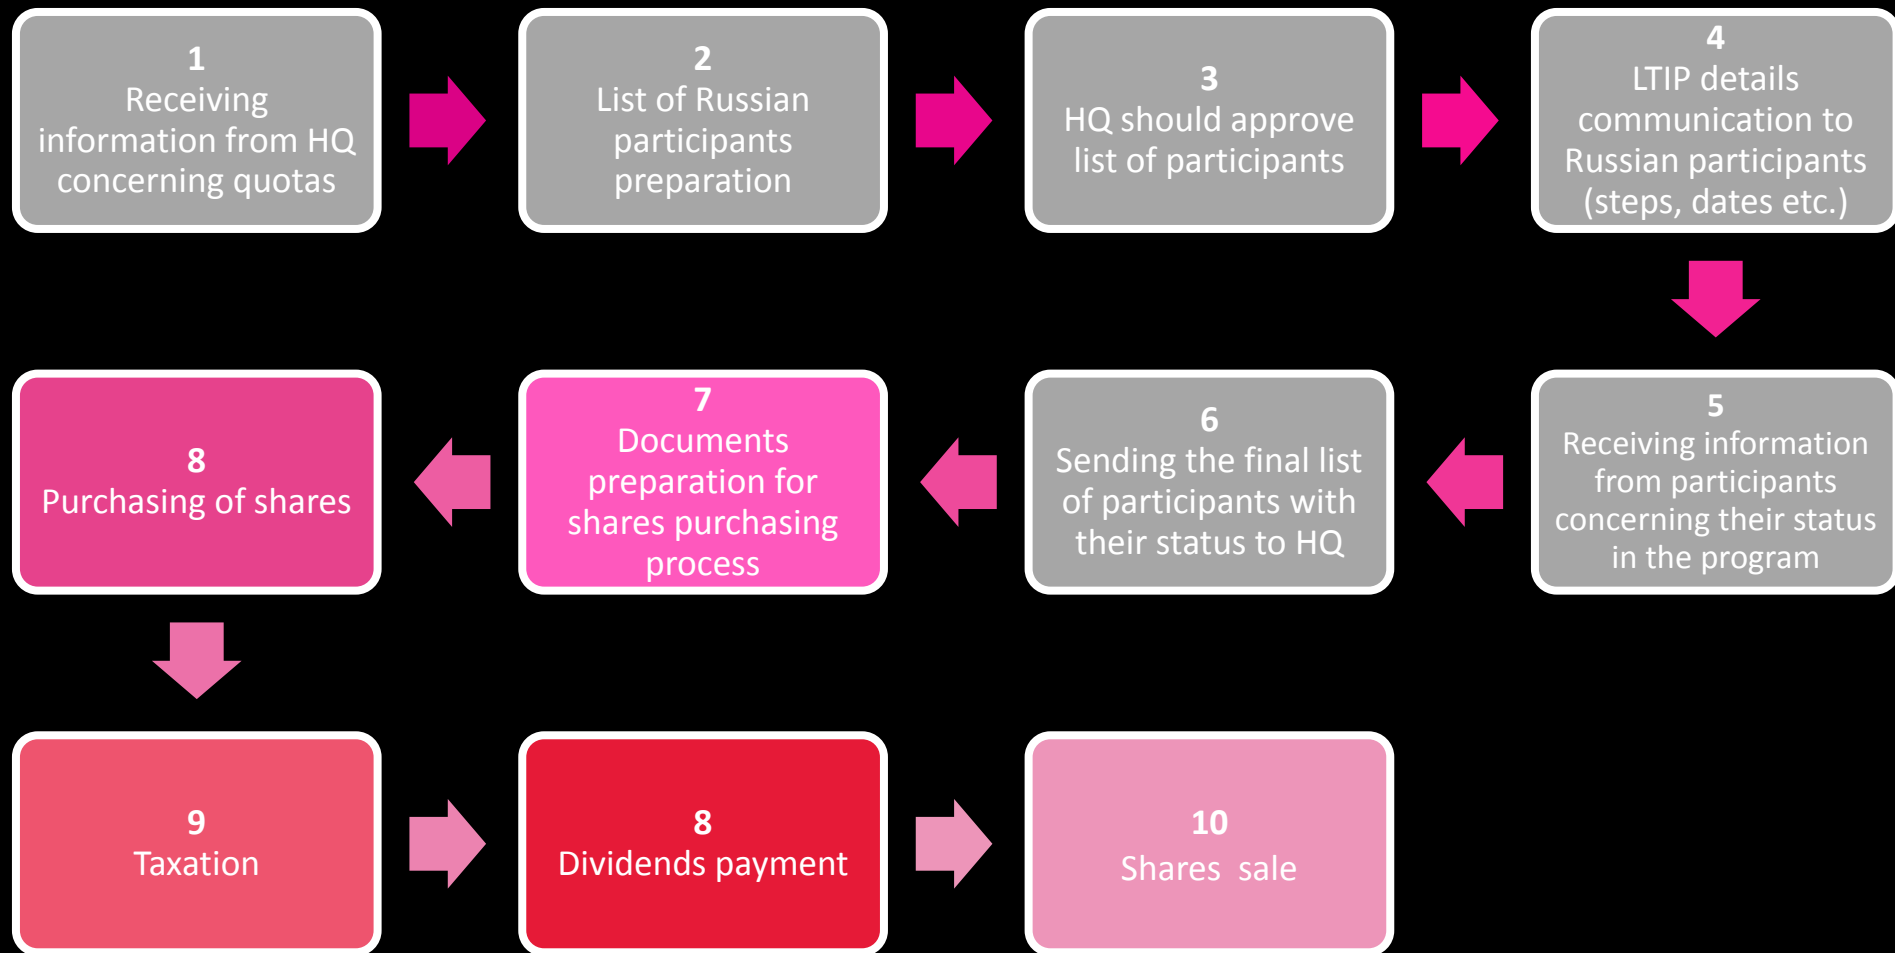 1
Receiving
information from HQ
concerning quotas
2
List of Russian
participants
preparation
3
HQ should approve
list of participants
4
LTIP details
communication to
Russian participants
(steps, dates etc.)
8
Purchasing of shares
7
Documents
preparation for
shares purchasing
process
6
Sending the final list
of participants with
their status to HQ
5
Receiving information
from participants
concerning their status
in the program
9
Taxation
8
Dividends payment
10
Shares  sale